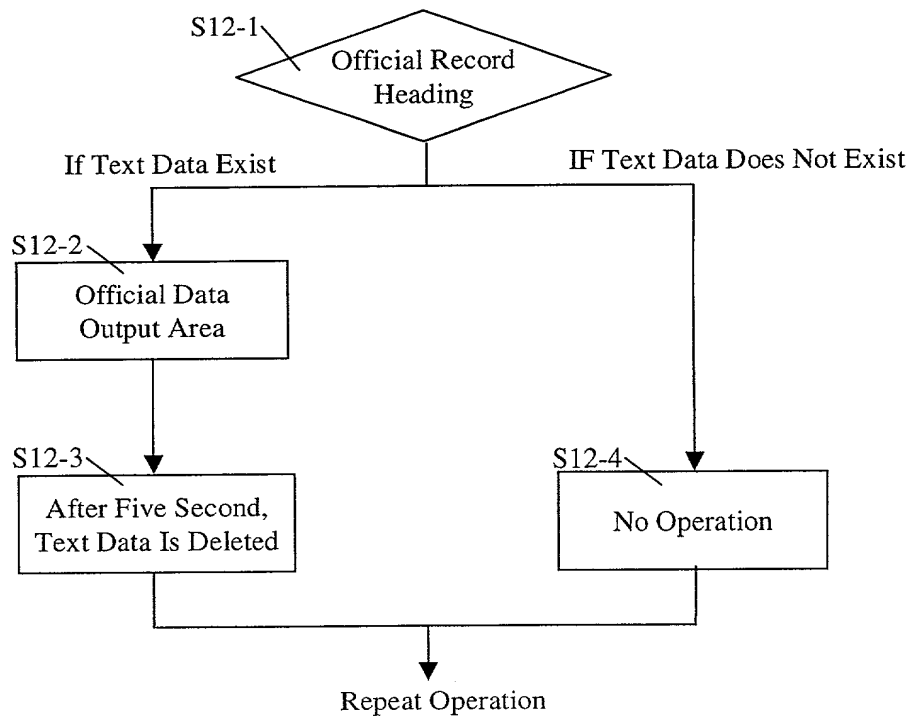 S12-1
Official Record
Heading
If Text Data Exist
IF Text Data Does Not Exist
S12-2
Official Data
Output Area
S12-3
After Five Second,
Text Data Is Deleted
S12-4
No Operation
Repeat Operation